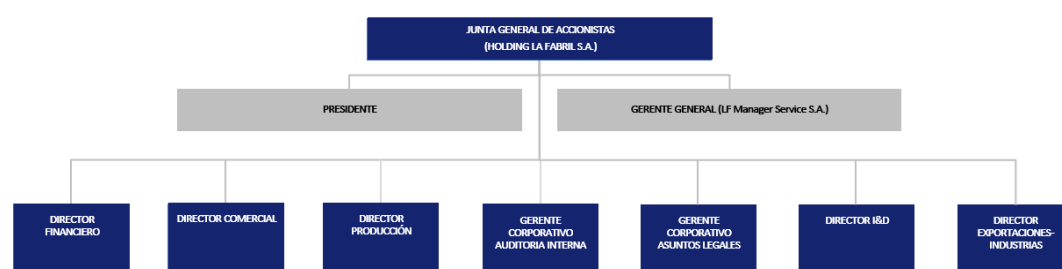 JUNTA GENERAL DE ACCIONISTAS
(HOLDING LA FABRIL S.A.)
PRESIDENTE
GERENTE GENERAL (LF Manager Service S.A.)
DIRECTOR
FINANCIERO
DIRECTOR COMERCIAL
DIRECTOR
PRODUCCIÓN
GERENTE
CORPORATIVO
AUDITORIA INTERNA
GERENTE
CORPORATIVO
ASUNTOS LEGALES
DIRECTOR I&D
DIRECTOR
EXPORTACIONES-
INDUSTRIAS